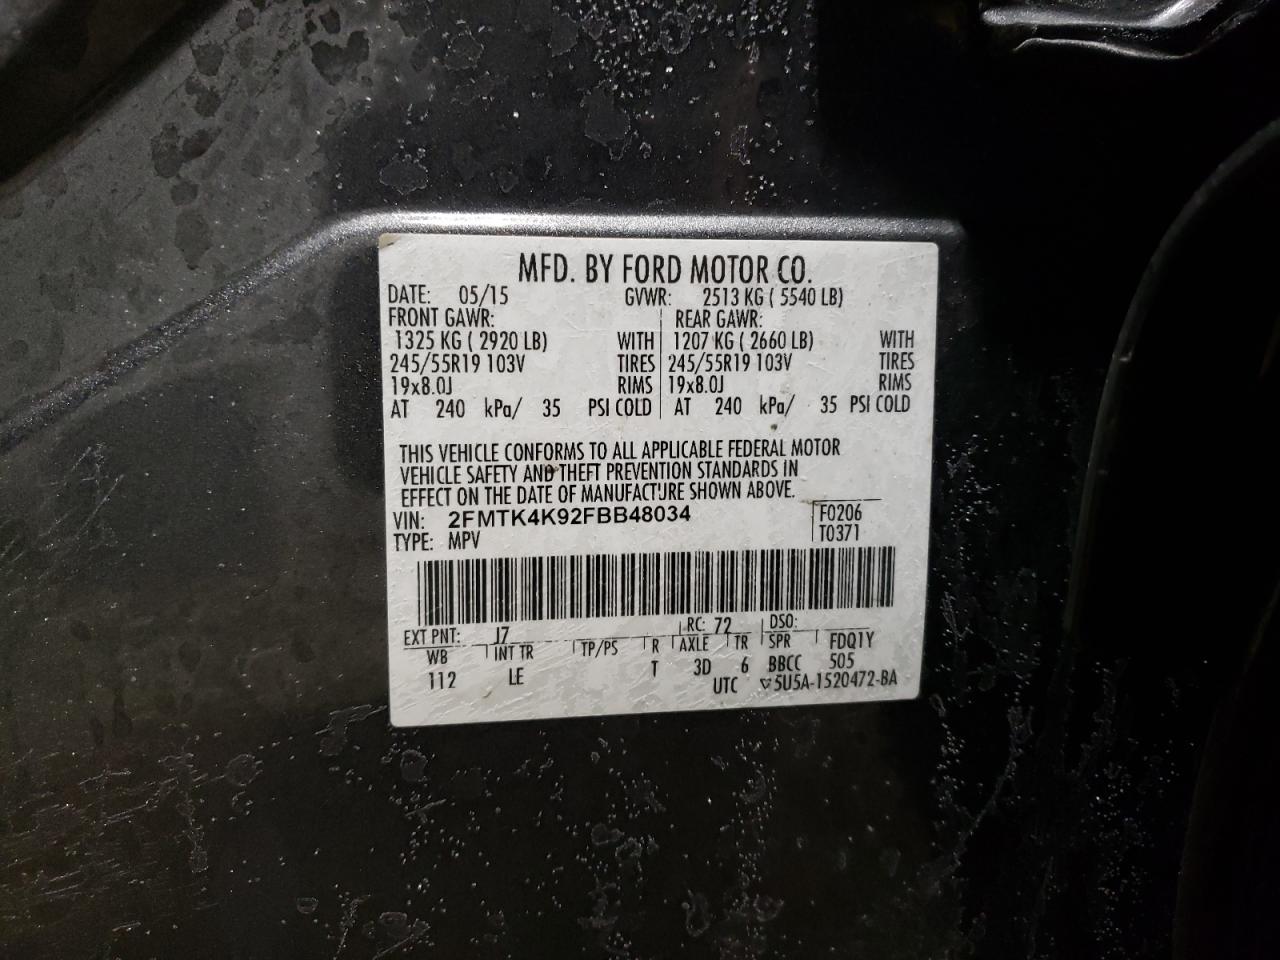 MFD. BY FORD MOTOR CO.
DATE: 05/15 GVWR: 2513 KG ( 5540 LB)
FRONT GAWR: REAR GAWR:
1325 KG ( 2920 LB) WITH 1207 KG ( 2660 LB) WITH
245/55R19 103V TIRES 245/55R19 103V TIRES
19x8.0J RIMS 19x8.0J RIMS
AT 240 kPa/ 35 PSI COLD AT 240 kPa/ 35 PSI COLD
THIS VEHICLE CONFORMS TO ALL APPLICABLE FEDERAL MOTOR
VEHICLE SAFETY AND THEFT PREVENTION STANDARDS IN
EFFECT ON THE DATE OF MANUFACTURE SHOWN ABOVE.
VIN: 2FMTK4K92FBB48034 F0206
TYPE: MPV T0371
EXT PNT: J7 RC: 72 DSO:
WB INT TR TP/PS R AXLE TR SPR FDQ1Y
112 LE T 3D 6 BBCC 505
UTC ▽5U5A-1520472-BA